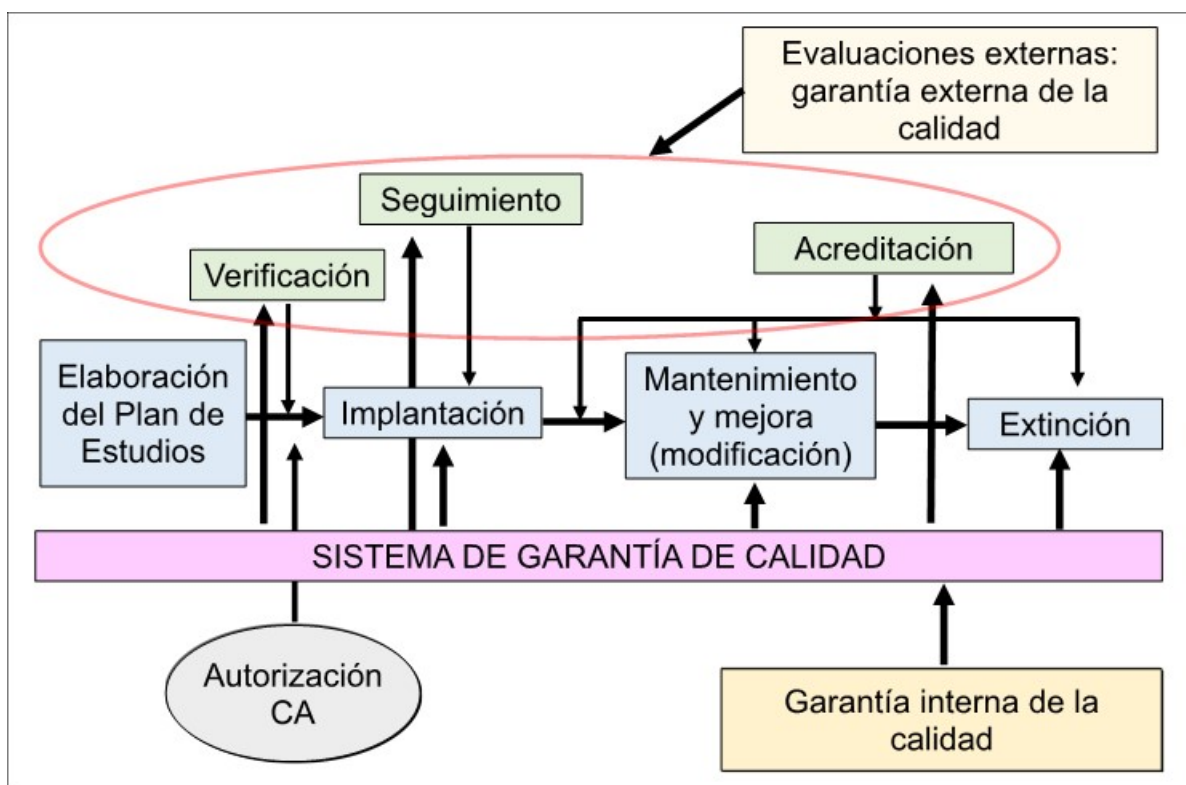 Evaluaciones externas:
garantía externa de la
calidad
Seguimiento
Verificación
Acreditación
Elaboración
del Plan de
Estudios
Implantación
Mantenimiento
y mejora
(modificación)
Extinción
SISTEMA DE GARANTÍA DE CALIDAD
Autorización
CA
Garantía interna de la
calidad